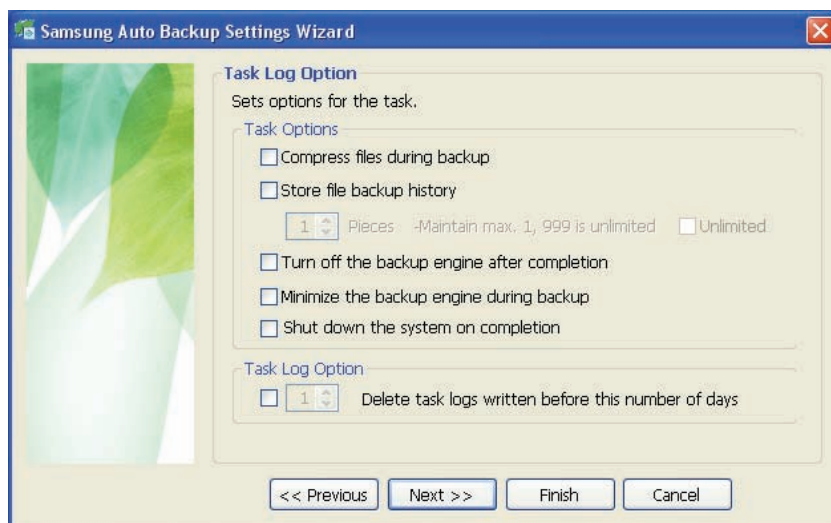 Samsung Auto Backup Settings Wizard
Task Log Option
Sets options for the task.
Task Options
Compress files during backup
Store file backup history
1 Pieces -Maintain max. 1, 999 is unlimited Unlimited
Turn off the backup engine after completion
Minimize the backup engine during backup
Shut down the system on completion
Task Log Option
1 Delete task logs written before this number of days
<< Previous Next >> Finish Cancel